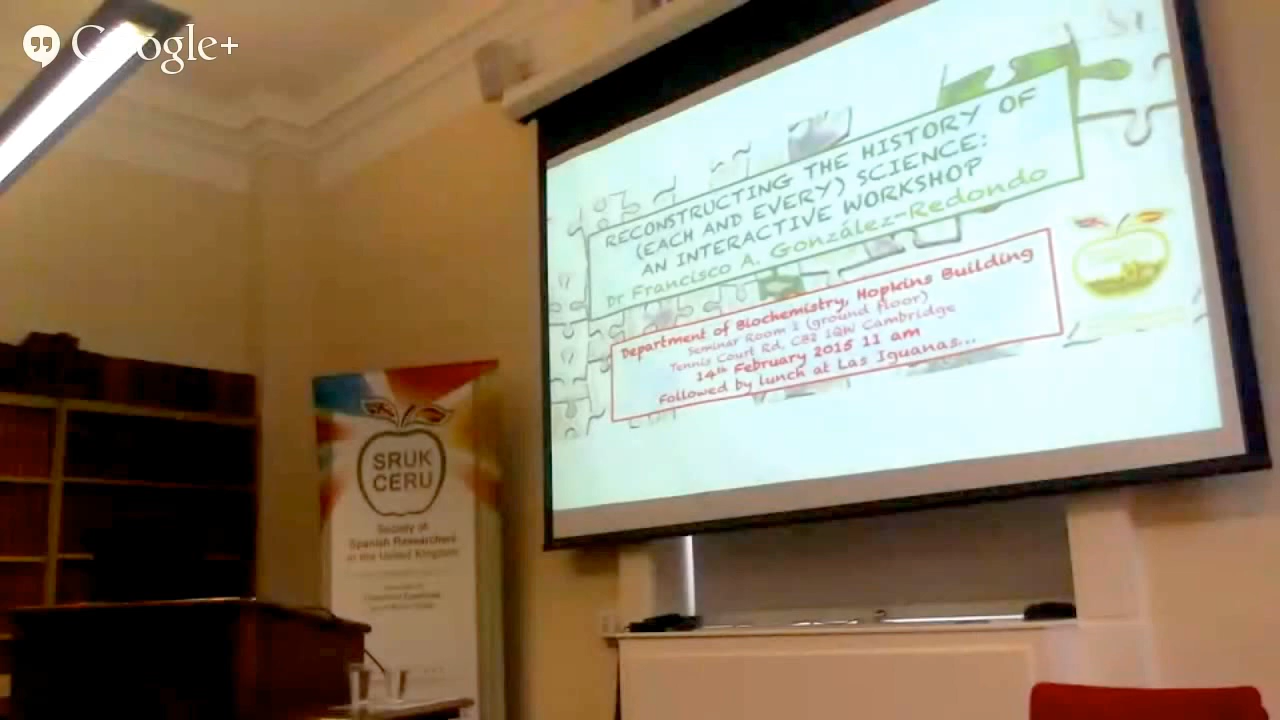 Google+
RECONSTRUCTING THE HISTORY OF
(EACH AND EVERY) SCIENCE:
AN INTERACTIVE WORKSHOP
Dr Francisco A. González-Redondo
Department of Biochemistry, Hopkins Building
Seminar Room 1 (ground floor)
Tennis Court Rd, CB2 1QW Cambridge
14th February 2015 11 am
Followed by lunch at Las Iguanas...
SRUK
CERU
Society of
Spanish Researchers
in the United Kingdom